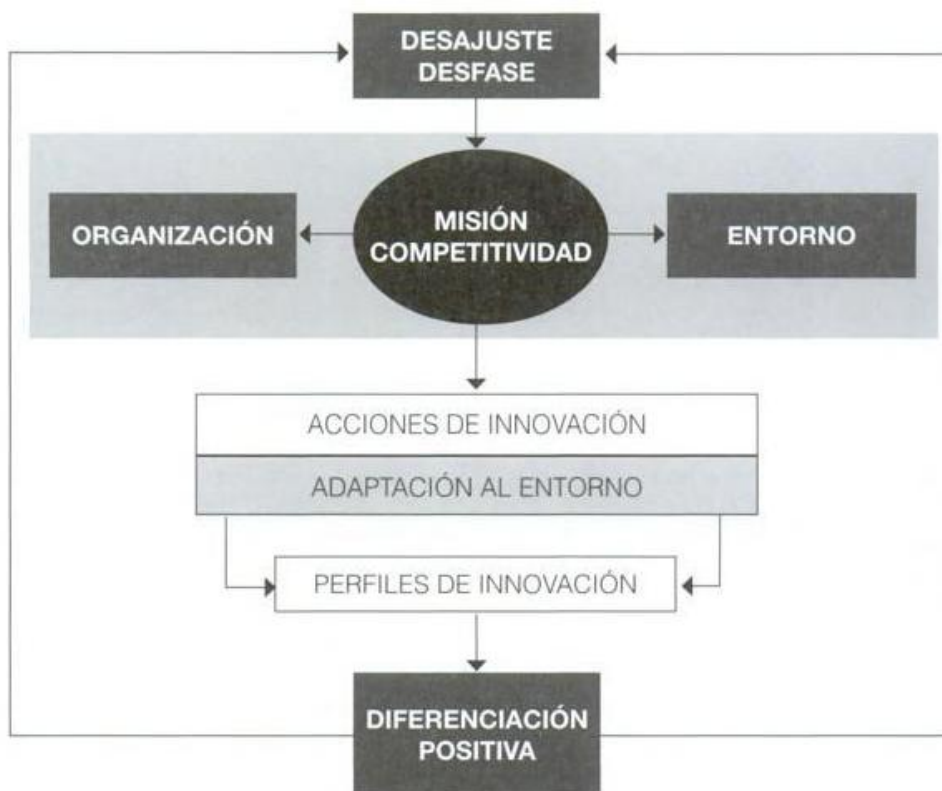 DESAJUSTE
DESFASE
ORGANIZACIÓN
MISIÓN
COMPETITIVIDAD
ENTORNO
ACCIONES DE INNOVACIÓN
ADAPTACIÓN AL ENTORNO
PERFILES DE INNOVACIÓN
DIFERENCIACIÓN
POSITIVA